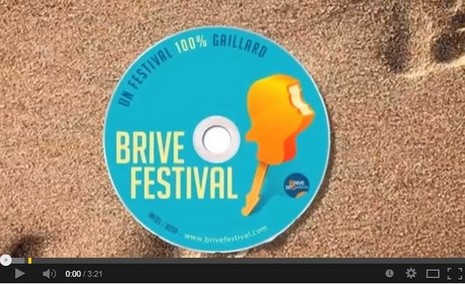 UN FESTIVAL 100% GAILLARD
BRIVE
FESTIVAL
www.brivefestival.com
0:00 / 3:21